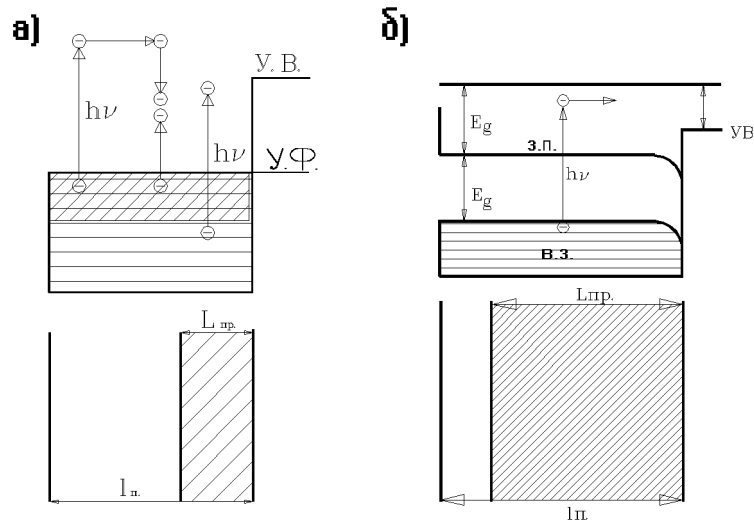 а)
У. В.
hν
hν
У.Ф.
L пр.
l п.
б)
Eg
УВ
З.П.
hν
Eg
В.З.
Lпр.
lп.